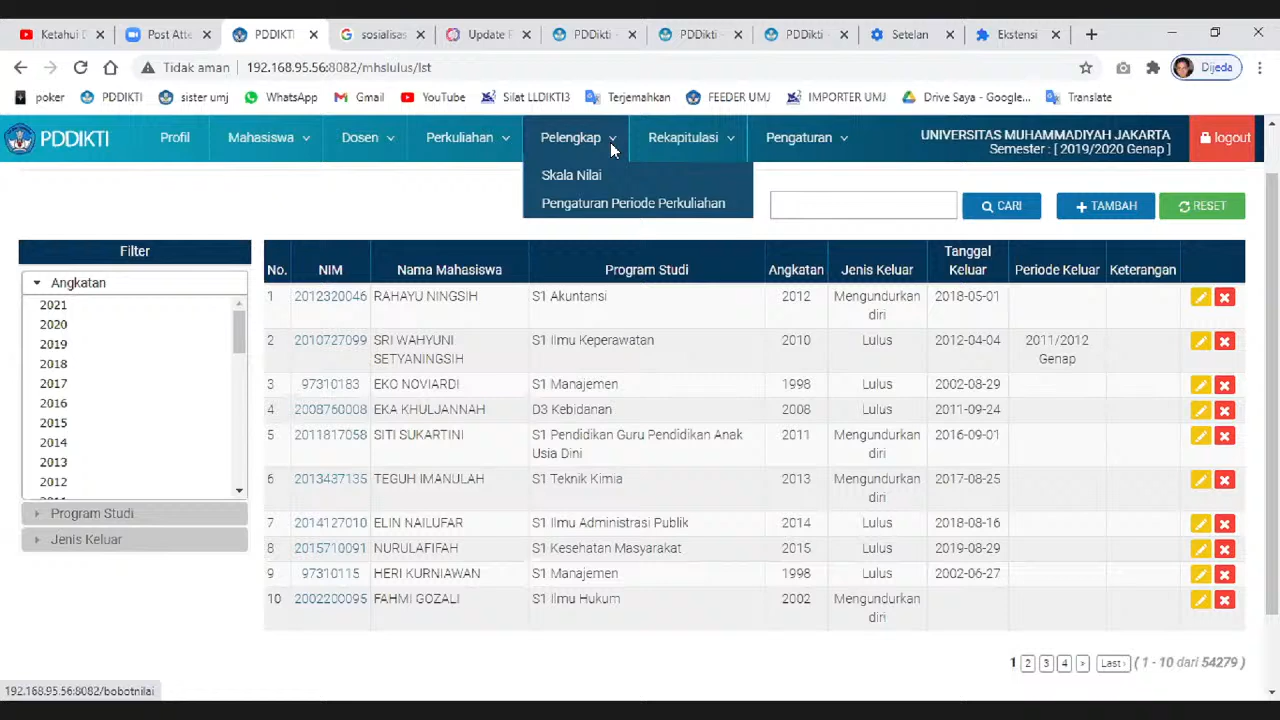 Ketahui D
Post Atte
PDDIKTI
sosialisas
Update P
PDDikti -
PDDikti -
PDDikti -
Setelan
Ekstensi
Tidak aman
192.168.95.56:8082/mhslulus/lst
Dijeda
poker
PDDIKTI
sister umj
WhatsApp
Gmail
YouTube
Silat LLDIKTI3
Terjemahkan
FEEDER UMJ
IMPORTER UMJ
Drive Saya - Google...
Translate
PDDIKTI
Profil
Mahasiswa
Dosen
Perkuliahan
Pelengkap
Rekapitulasi
Pengaturan
UNIVERSITAS MUHAMMADIYAH JAKARTA
Semester : [ 2019/2020 Genap ]
logout
Skala Nilai
Pengaturan Periode Perkuliahan
CARI
TAMBAH
RESET
Filter
Angkatan
2021
2020
2019
2018
2017
2016
2015
2014
2013
2012
Program Studi
Jenis Keluar
No. NIM Nama Mahasiswa Program Studi Angkatan Jenis Keluar Tanggal Keluar Periode Keluar Keterangan
1 2012320046 RAHAYU NINGSIH S1 Akuntansi 2012 Mengundurkan diri 2018-05-01
2 2010727099 SRI WAHYUNI SETYANINGSIH S1 Ilmu Keperawatan 2010 Lulus 2012-04-04 2011/2012 Genap
3 97310183 EKO NOVIARDI S1 Manajemen 1998 Lulus 2002-08-29
4 2008760008 EKA KHULJANNAH D3 Kebidanan 2008 Lulus 2011-09-24
5 2011817058 SITI SUKARTINI S1 Pendidikan Guru Pendidikan Anak Usia Dini 2011 Mengundurkan diri 2016-09-01
6 2013437135 TEGUH IMANULAH S1 Teknik Kimia 2013 Mengundurkan diri 2017-08-25
7 2014127010 ELIN NAILUFAR S1 Ilmu Administrasi Publik 2014 Lulus 2018-08-16
8 2015710091 NURULAFIFAH S1 Kesehatan Masyarakat 2015 Lulus 2019-08-29
9 97310115 HERI KURNIAWAN S1 Manajemen 1998 Lulus 2002-06-27
10 2002200095 FAHMI GOZALI S1 Ilmu Hukum 2002 Mengundurkan diri
1 2 3 4 > Last › ( 1 - 10 dari 54279 )
192.168.95.56:8082/bobotnilai